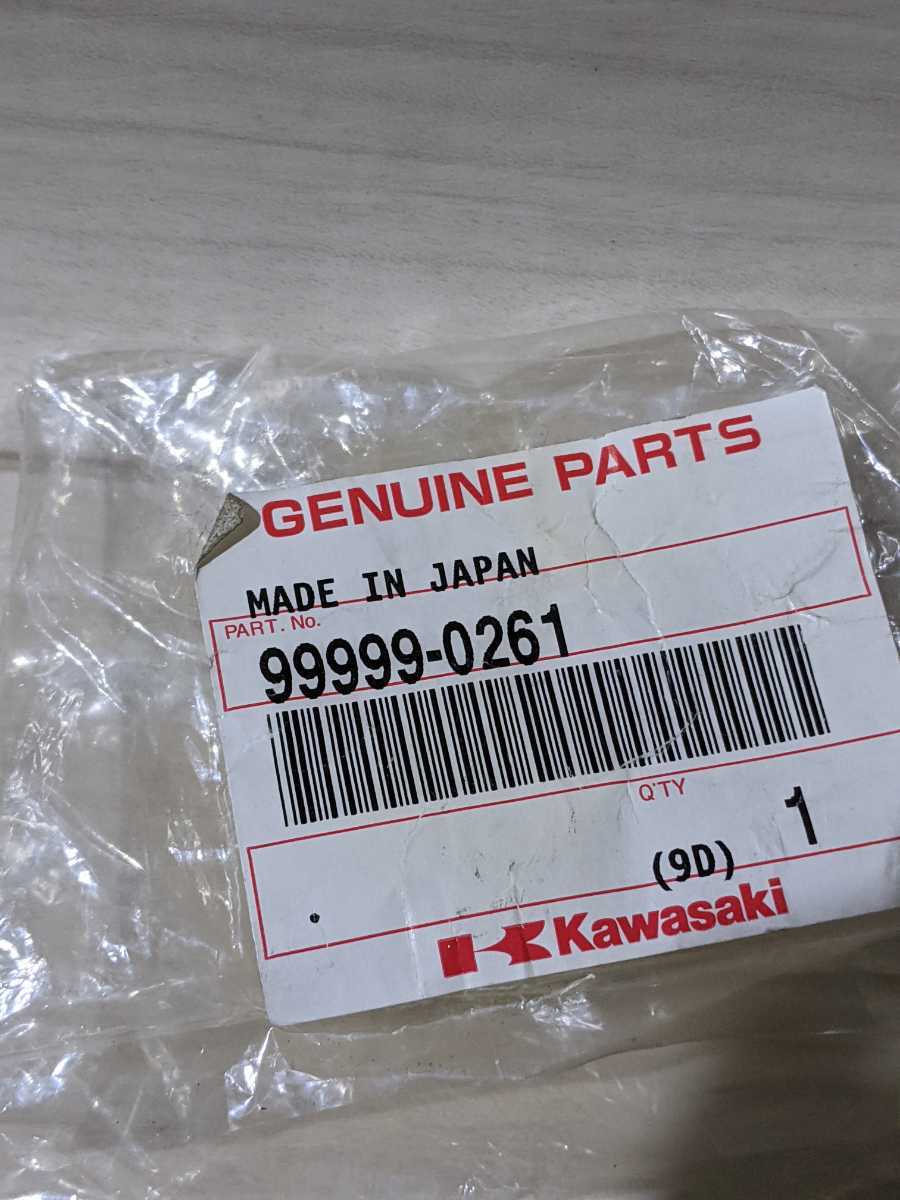 GENUINE PARTS
MADE IN JAPAN
PART. No.
99999-0261
Q'TY
1
(9D)
Kawasaki